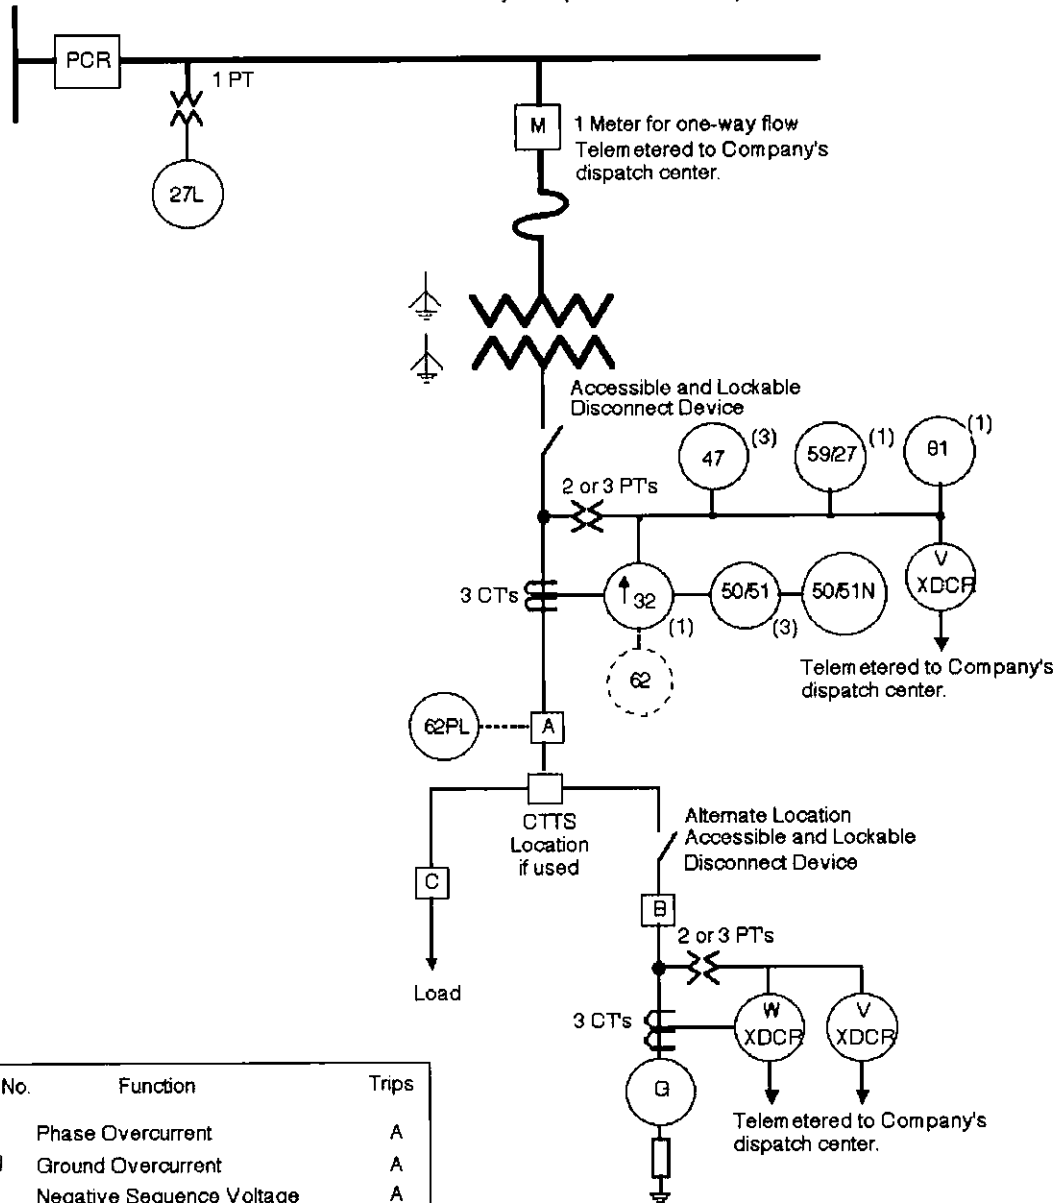 PCR
1 PT
27L
M
1 Meter for one-way flow
Telemetered to Company's
dispatch center.
Accessible and Lockable
Disconnect Device
47
(3)
59/27
(1)
81
(1)
2 or 3 PT's
V
XDCR
3 CT's
32
(1)
50/51
(3)
50/51N
62
Telemetered to Company's
dispatch center.
62PL
A
CTTS
Location
if used
Alternate Location
Accessible and Lockable
Disconnect Device
C
B
Load
2 or 3 PT's
3 CT's
W
XDCR
V
XDCR
G
Telemetered to Company's
dispatch center.
No. Function Trips
Phase Overcurrent A
Ground Overcurrent A
Negative Sequence Voltage A